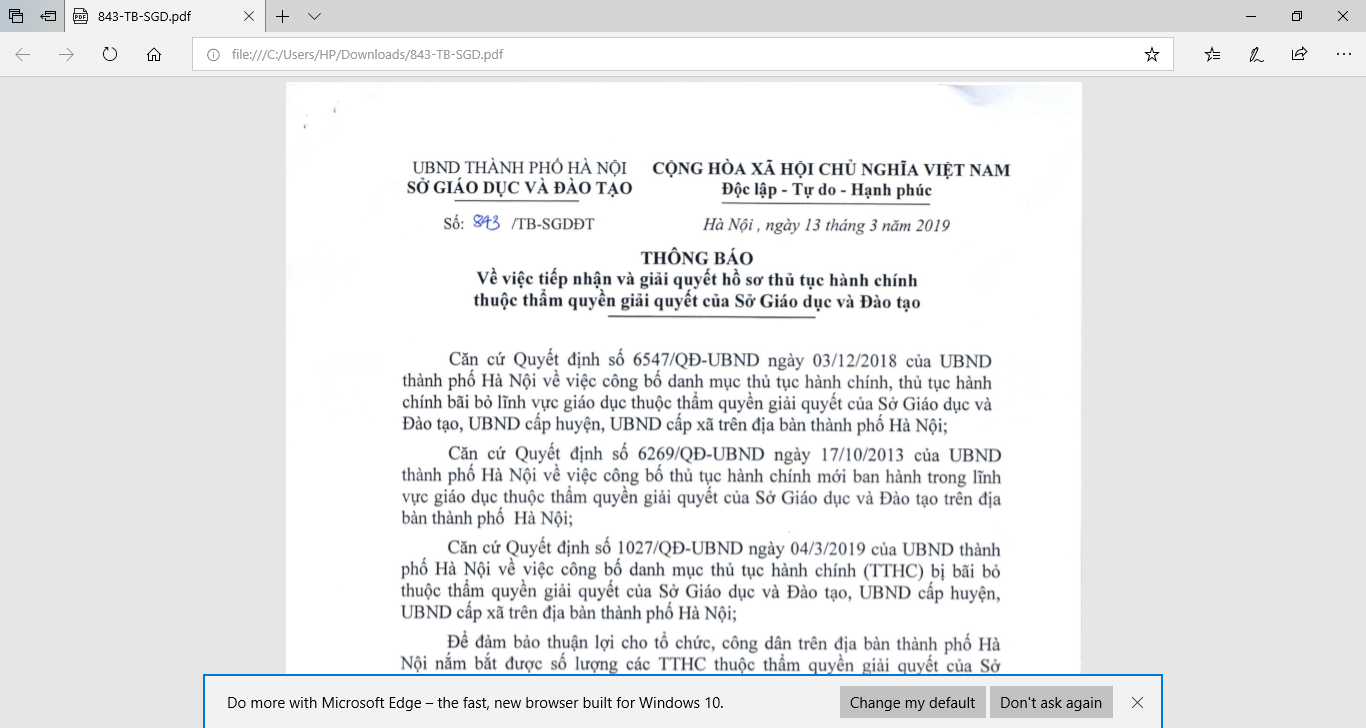 843-TB-SGD.pdf
file:///C:/Users/HP/Downloads/843-TB-SGD.pdf
UBND THÀNH PHỐ HÀ NỘI
SỞ GIÁO DỤC VÀ ĐÀO TẠO
CỘNG HÒA XÃ HỘI CHỦ NGHĨA VIỆT NAM
Độc lập - Tự do - Hạnh phúc
Số: 843 /TB-SGDĐT
Hà Nội , ngày 13 tháng 3 năm 2019
THÔNG BÁO
Về việc tiếp nhận và giải quyết hồ sơ thủ tục hành chính
thuộc thẩm quyền giải quyết của Sở Giáo dục và Đào tạo
Căn cứ Quyết định số 6547/QĐ-UBND ngày 03/12/2018 của UBND
thành phố Hà Nội về việc công bố danh mục thủ tục hành chính, thủ tục hành
chính bãi bỏ lĩnh vực giáo dục thuộc thẩm quyền giải quyết của Sở Giáo dục và
Đào tạo, UBND cấp huyện, UBND cấp xã trên địa bàn thành phố Hà Nội;
Căn cứ Quyết định số 6269/QĐ-UBND ngày 17/10/2013 của UBND
thành phố Hà Nội về việc công bố thủ tục hành chính mới ban hành trong lĩnh
vực giáo dục thuộc thẩm quyền giải quyết của Sở Giáo dục và Đào tạo trên địa
bàn thành phố Hà Nội;
Căn cứ Quyết định số 1027/QĐ-UBND ngày 04/3/2019 của UBND thành
phố Hà Nội về việc công bố danh mục thủ tục hành chính (TTHC) bị bãi bỏ
thuộc thẩm quyền giải quyết của Sở Giáo dục và Đào tạo, UBND cấp huyện,
UBND cấp xã trên địa bàn thành phố Hà Nội;
Để đảm bảo thuận lợi cho tổ chức, công dân trên địa bàn thành phố Hà
Nội nắm bắt được số lượng các TTHC thuộc thẩm quyền giải quyết của Sở
Do more with Microsoft Edge – the fast, new browser built for Windows 10.
Change my default
Don't ask again